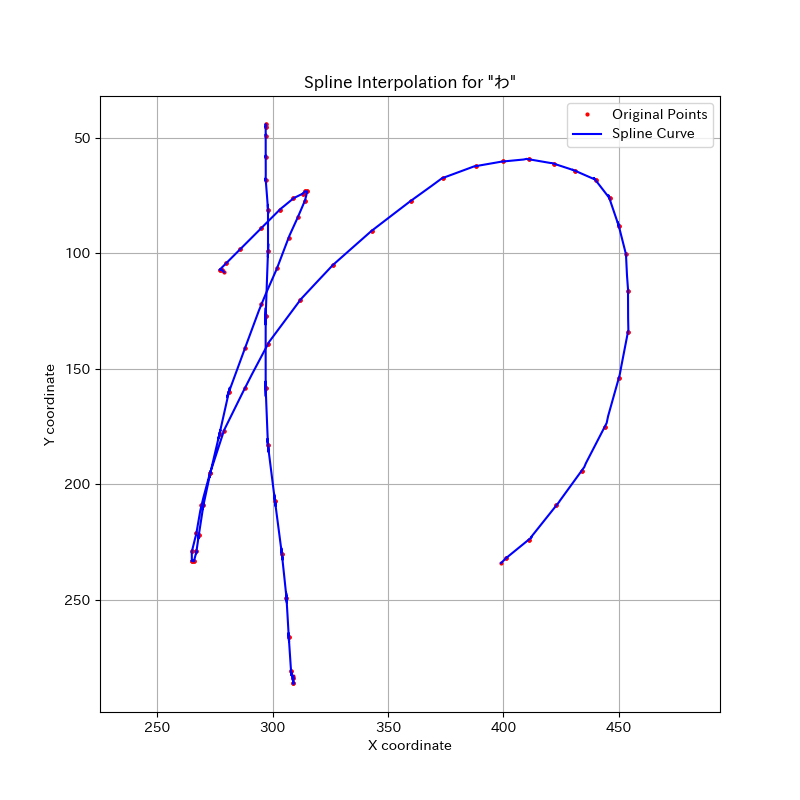 Spline Interpolation for "わ"
Original Points
Spline Curve
50
100
150
200
250
Y coordinate
250 300 350 400 450
X coordinate
わ